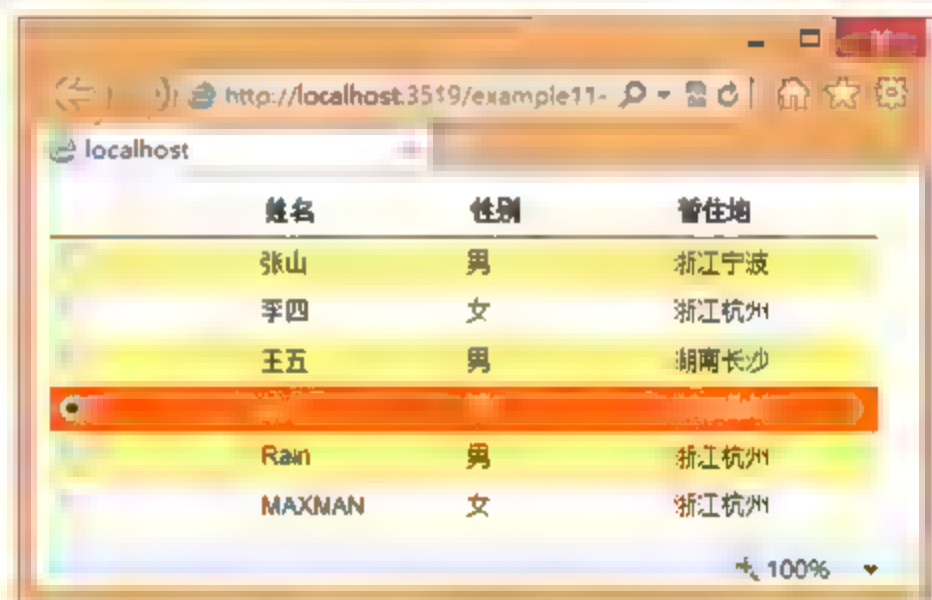 http://localhost:3519/example11-
localhost
姓名 性别 暂住地
张山 男 浙江宁波
李四 女 浙江杭州
王五 男 湖南长沙
Rain 男 浙江杭州
MAXMAN 女 浙江杭州
100%